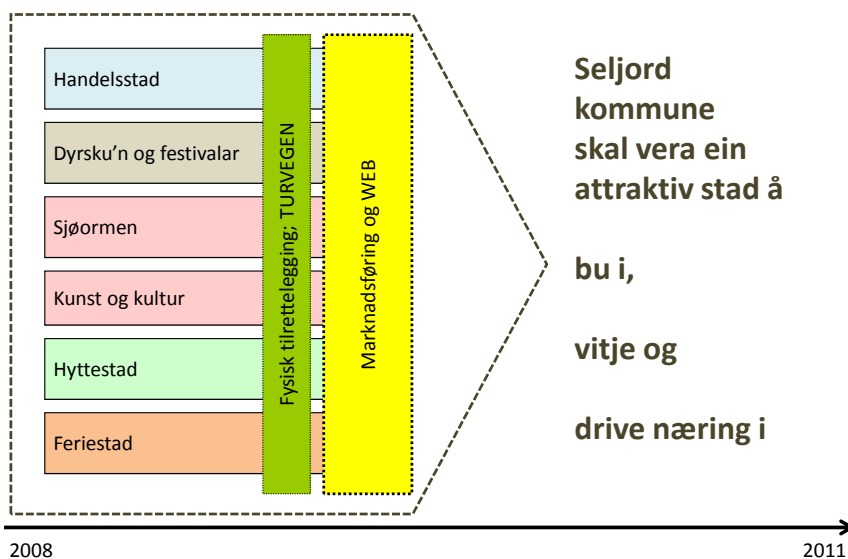 Handelsstad
Dyrsku’n og festivalar
Sjøormen
Kunst og kultur
Hyttestad
Feriestad
Fysisk tilrettelegging; TURVEGEN
Marknadsføring og WEB
Seljord
kommune
skal vera ein
attraktiv stad å
bu i,
vitje og
drive næring i
2008
2011